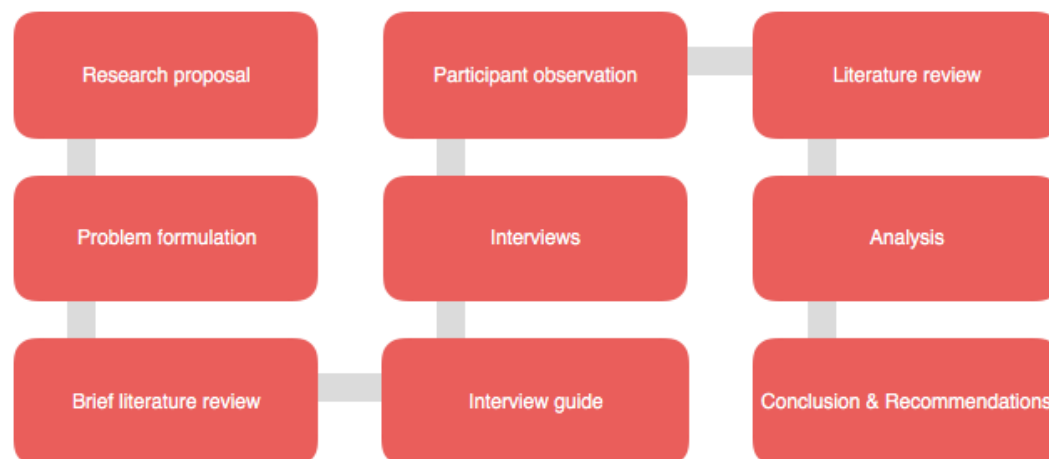 Research proposal
Participant observation
Literature review
Problem formulation
Interviews
Analysis
Brief literature review
Interview guide
Conclusion & Recommendations